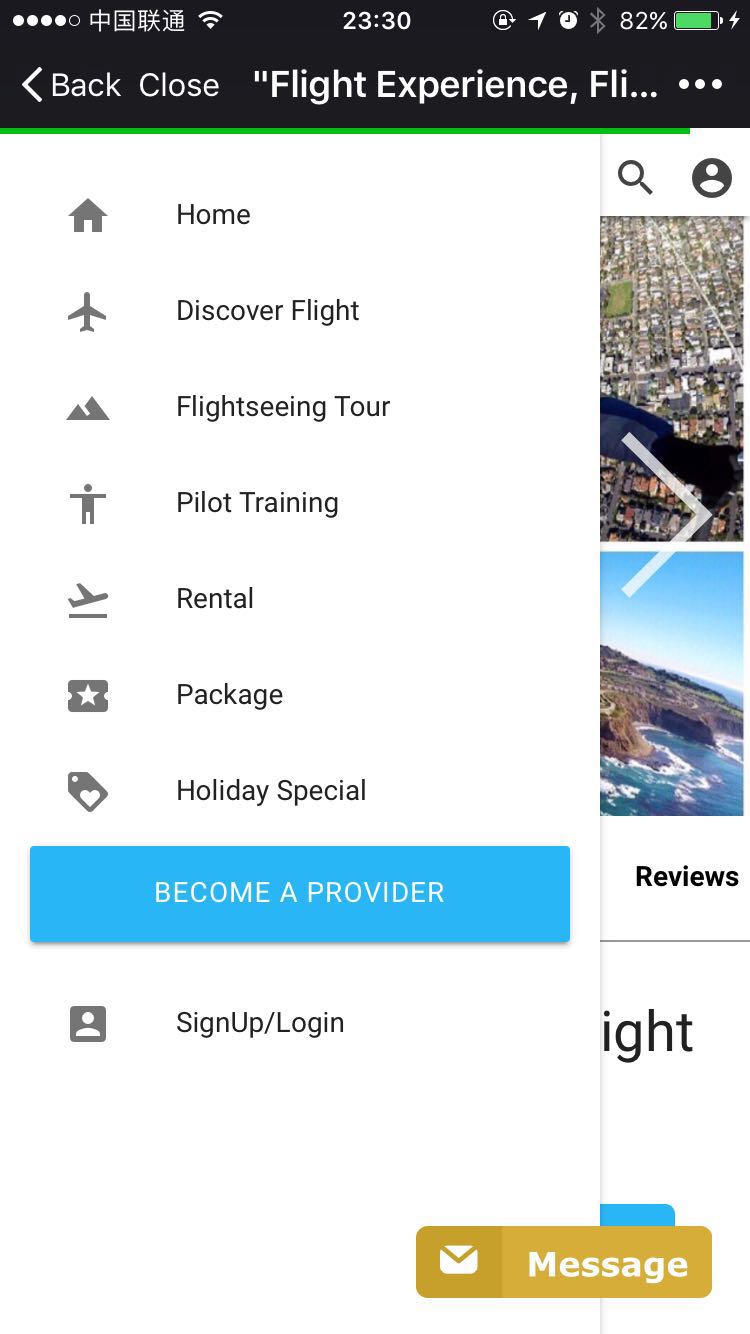 中国联通 23:30 82%
Back Close "Flight Experience, Fli...
Home
Discover Flight
Flightseeing Tour
Pilot Training
Rental
Package
Holiday Special
Reviews
BECOME A PROVIDER
SignUp/Login
ight
Message